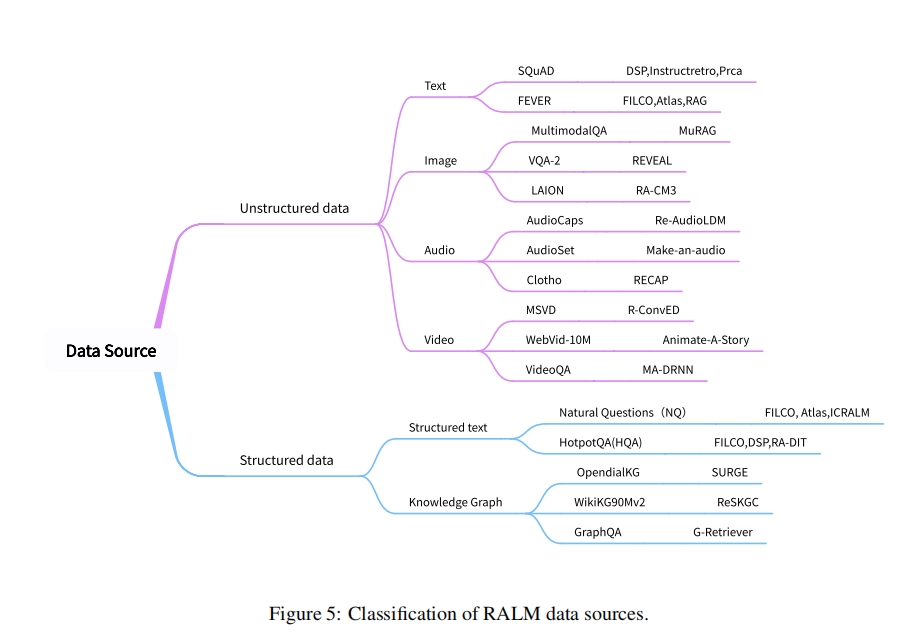 SQuAD DSP,Instructretro,Prca
Text
FEVER FILCO,Atlas,RAG
MultimodalQA MuRAG
Image VQA-2 REVEAL
LAION RA-CM3
Unstructured data
AudioCaps Re-AudioLDM
Audio AudioSet Make-an-audio
Clotho RECAP
MSVD R-ConvED
Video WebVid-10M Animate-A-Story
Data Source
VideoQA MA-DRNN
Natural Questions（NQ） FILCO, Atlas,ICRALM
Structured text
HotpotQA(HQA) FILCO,DSP,RA-DIT
Structured data
OpendialKG SURGE
Knowledge Graph WikiKG90Mv2 ReSKGC
GraphQA G-Retriever
Figure 5: Classification of RALM data sources.